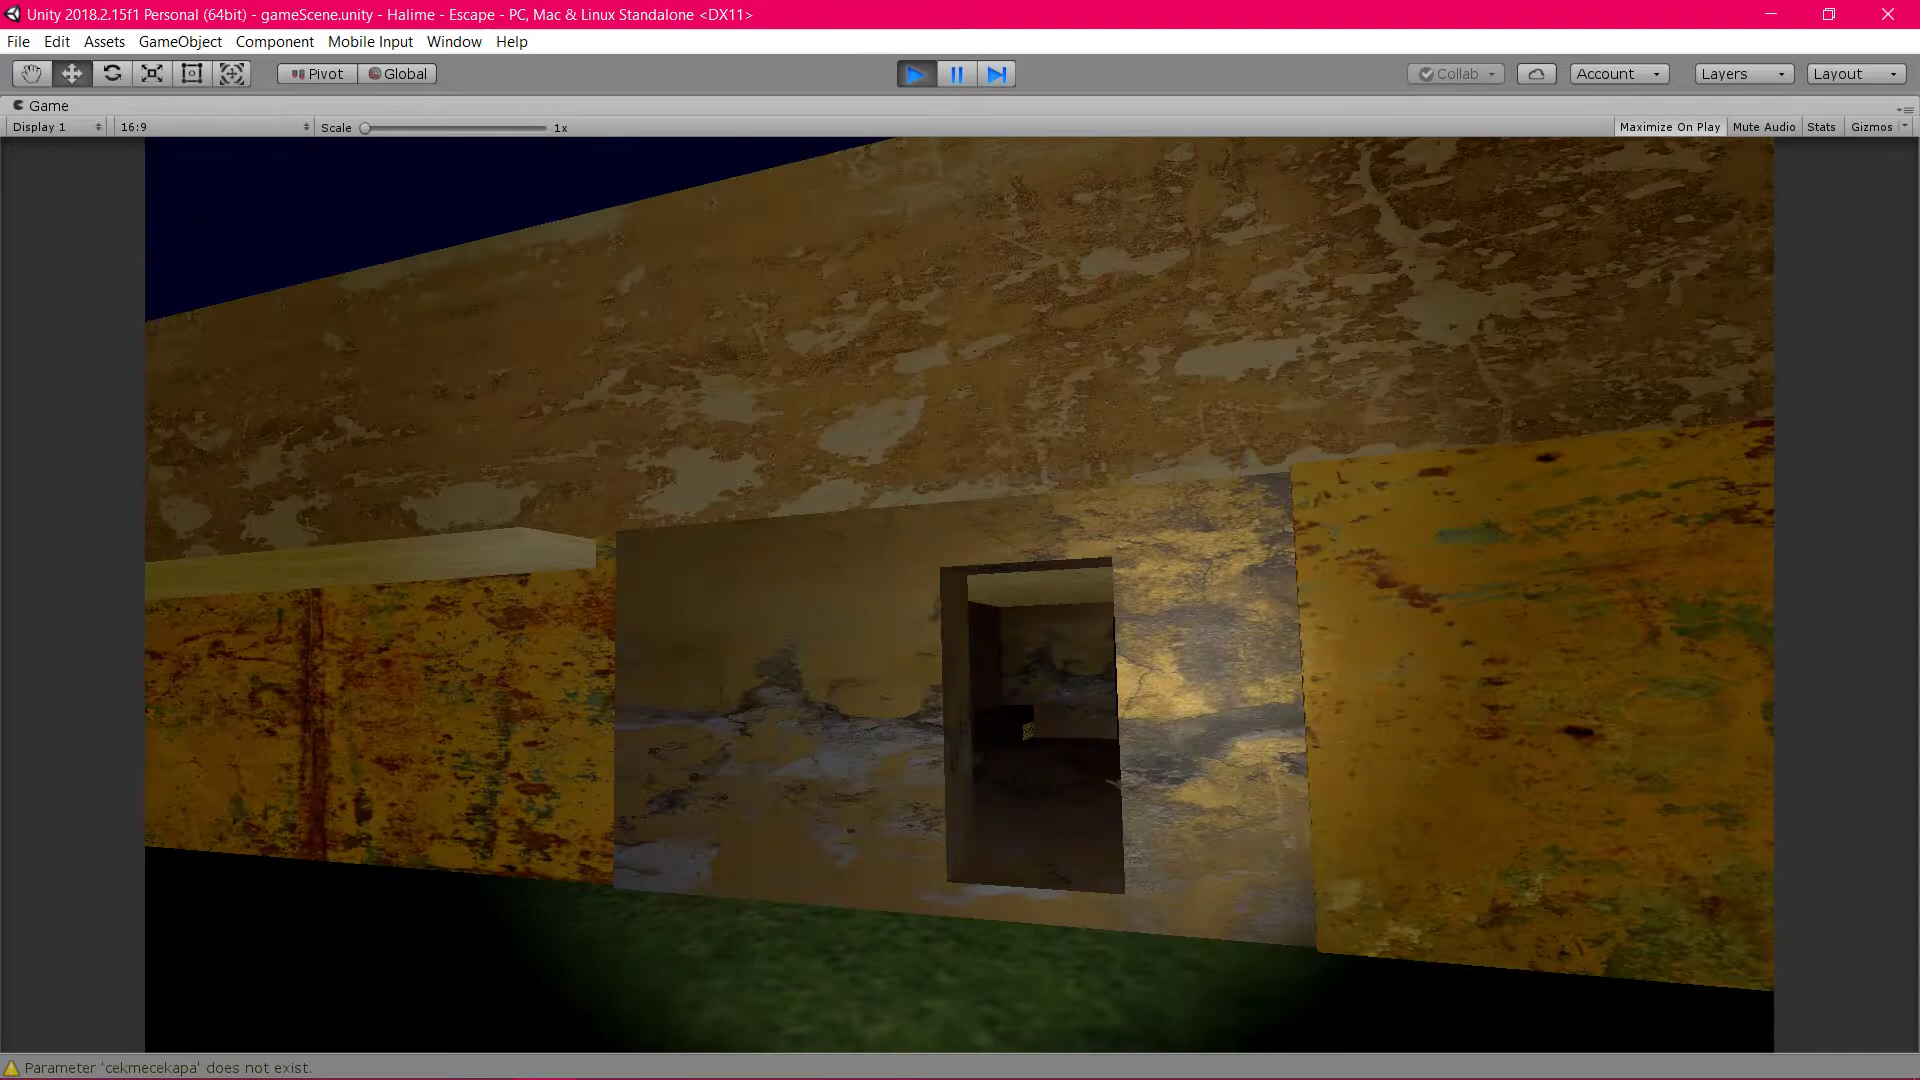 Unity 2018.2.15f1 Personal (64bit) - gameScene.unity - Halime - Escape - PC, Mac & Linux Standalone <DX11>
File Edit Assets GameObject Component Mobile Input Window Help
Pivot Global Collab Account Layers Layout
Game
Display 1 16:9 Scale 1x Maximize On Play Mute Audio Stats Gizmos
Parameter 'cekmecekapa' does not exist.